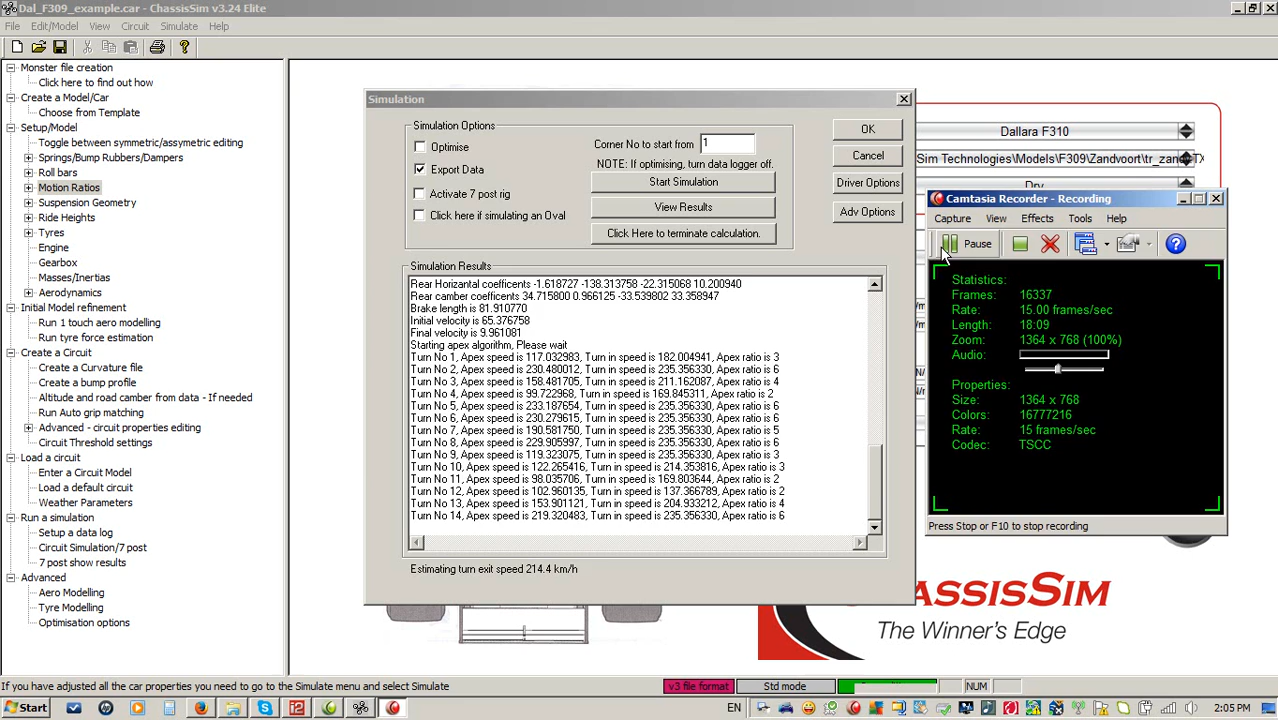 Dal_F309_example.car - ChassisSim v3.24 Elite
File Edit/Model View Circuit Simulate Help
Monster file creation
Click here to find out how
Create a Model/Car
Choose from Template
Setup/Model
Toggle between symmetric/assymetric editing
Springs/Bump Rubbers/Dampers
Roll bars
Motion Ratios
Suspension Geometry
Ride Heights
Tyres
Engine
Gearbox
Masses/Inertias
Aerodynamics
Initial Model refinement
Run 1 touch aero modelling
Run tyre force estimation
Create a Circuit
Create a Curvature file
Create a bump profile
Altitude and road camber from data - If needed
Run Auto grip matching
Advanced - circuit properties editing
Circuit Threshold settings
Load a circuit
Enter a Circuit Model
Load a default circuit
Weather Parameters
Run a simulation
Setup a data log
Circuit Simulation/7 post
7 post show results
Advanced
Aero Modelling
Tyre Modelling
Optimisation options
Simulation
Simulation Options
Optimise
Export Data
Activate 7 post rig
Click here if simulating an Oval
Corner No to start from 1
NOTE: If optimising, turn data logger off.
Start Simulation
View Results
Click Here to terminate calculation.
OK
Cancel
Driver Options
Adv Options
Simulation Results
Rear Horizantal coefficents -1.618727 -138.313758 -22.315068 10.200940
Rear camber coefficents 34.715800 0.966125 -33.539802 33.358947
Brake length is 81.910770
Initial velocity is 65.376758
Final velocity is 9.961081
Starting apex algorithm, Please wait
Turn No 1, Apex speed is 117.032983, Turn in speed is 182.004941, Apex ratio is 3
Turn No 2, Apex speed is 230.480012, Turn in speed is 235.356330, Apex ratio is 6
Turn No 3, Apex speed is 158.481705, Turn in speed is 211.162087, Apex ratio is 4
Turn No 4, Apex speed is 99.722968, Turn in speed is 169.845311, Apex ratio is 2
Turn No 5, Apex speed is 233.187654, Turn in speed is 235.356330, Apex ratio is 6
Turn No 6, Apex speed is 230.279615, Turn in speed is 235.356330, Apex ratio is 6
Turn No 7, Apex speed is 190.581750, Turn in speed is 235.356330, Apex ratio is 5
Turn No 8, Apex speed is 229.905997, Turn in speed is 235.356330, Apex ratio is 6
Turn No 9, Apex speed is 119.323075, Turn in speed is 235.356330, Apex ratio is 3
Turn No 10, Apex speed is 122.265416, Turn in speed is 214.353816, Apex ratio is 3
Turn No 11, Apex speed is 98.035706, Turn in speed is 169.803644, Apex ratio is 2
Turn No 12, Apex speed is 102.960135, Turn in speed is 137.366789, Apex ratio is 2
Turn No 13, Apex speed is 153.901121, Turn in speed is 204.933212, Apex ratio is 4
Turn No 14, Apex speed is 219.320483, Turn in speed is 235.356330, Apex ratio is 6
Estimating turn exit speed 214.4 km/h
Dallara F310
Sim Technologies\Models\F309\Zandvoort\tr_zand
Dry
Camtasia Recorder - Recording
Capture View Effects Tools Help
Pause
Statistics:
Frames: 16337
Rate: 15.00 frames/sec
Length: 18:09
Zoom: 1364 x 768 (100%)
Audio:
Properties:
Size: 1364 x 768
Colors: 16777216
Rate: 15 frames/sec
Codec: TSCC
Press Stop or F10 to stop recording
HASSISSIM
The Winner's Edge
If you have adjusted all the car properties you need to go to the Simulate menu and select Simulate
v3 file format
Std mode
NUM
Start
EN
2:05 PM